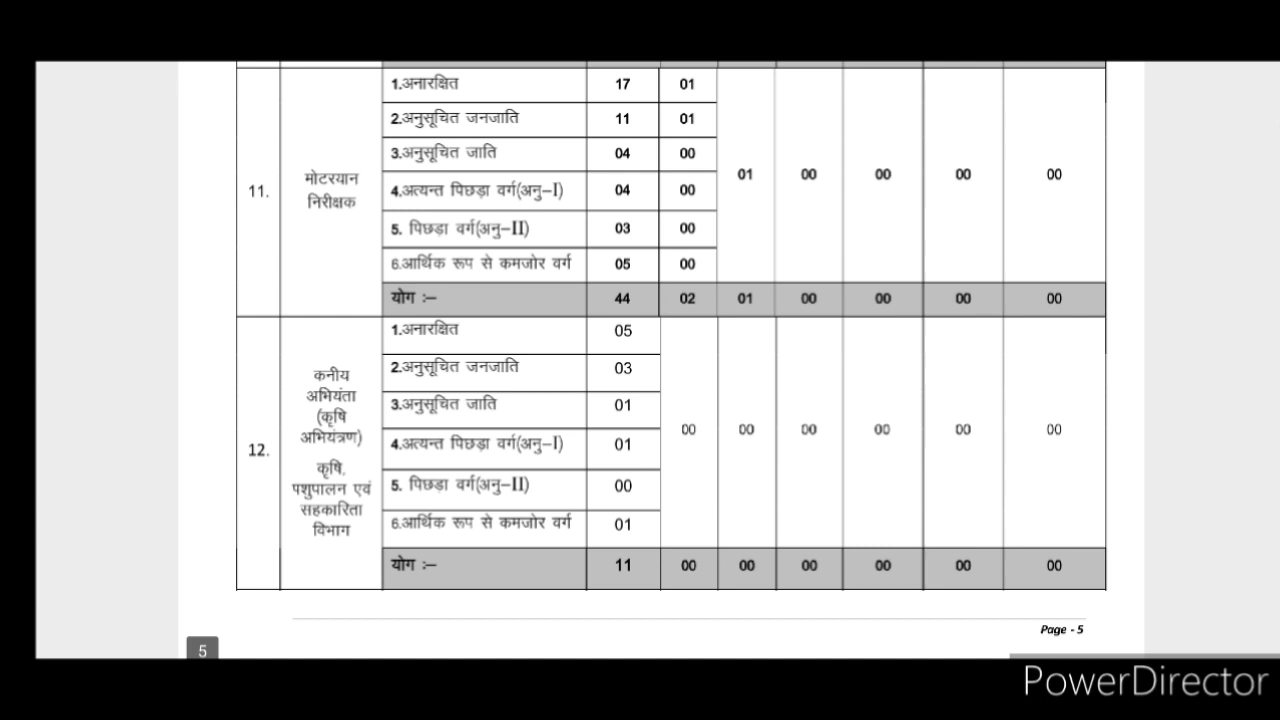 1.अनारक्षित 17 01
2.अनुसूचित जनजाति 11 01
3.अनुसूचित जाति 04 00
11. मोटरयान निरीक्षक 4.अत्यन्त पिछड़ा वर्ग(अनु–I) 04 00 01 00 00 00 00
5. पिछड़ा वर्ग(अनु–II) 03 00
6.आर्थिक रूप से कमजोर वर्ग 05 00
योग :– 44 02 01 00 00 00 00
1.अनारक्षित 05
2.अनुसूचित जनजाति 03
3.अनुसूचित जाति 01
12. कनीय अभियंता (कृषि अभियंत्रण) कृषि, पशुपालन एवं सहकारिता विभाग 4.अत्यन्त पिछड़ा वर्ग(अनु–I) 01 00 00 00 00 00 00
5. पिछड़ा वर्ग(अनु–II) 00
6.आर्थिक रूप से कमजोर वर्ग 01
योग :– 11 00 00 00 00 00 00
Page - 5
5
PowerDirector